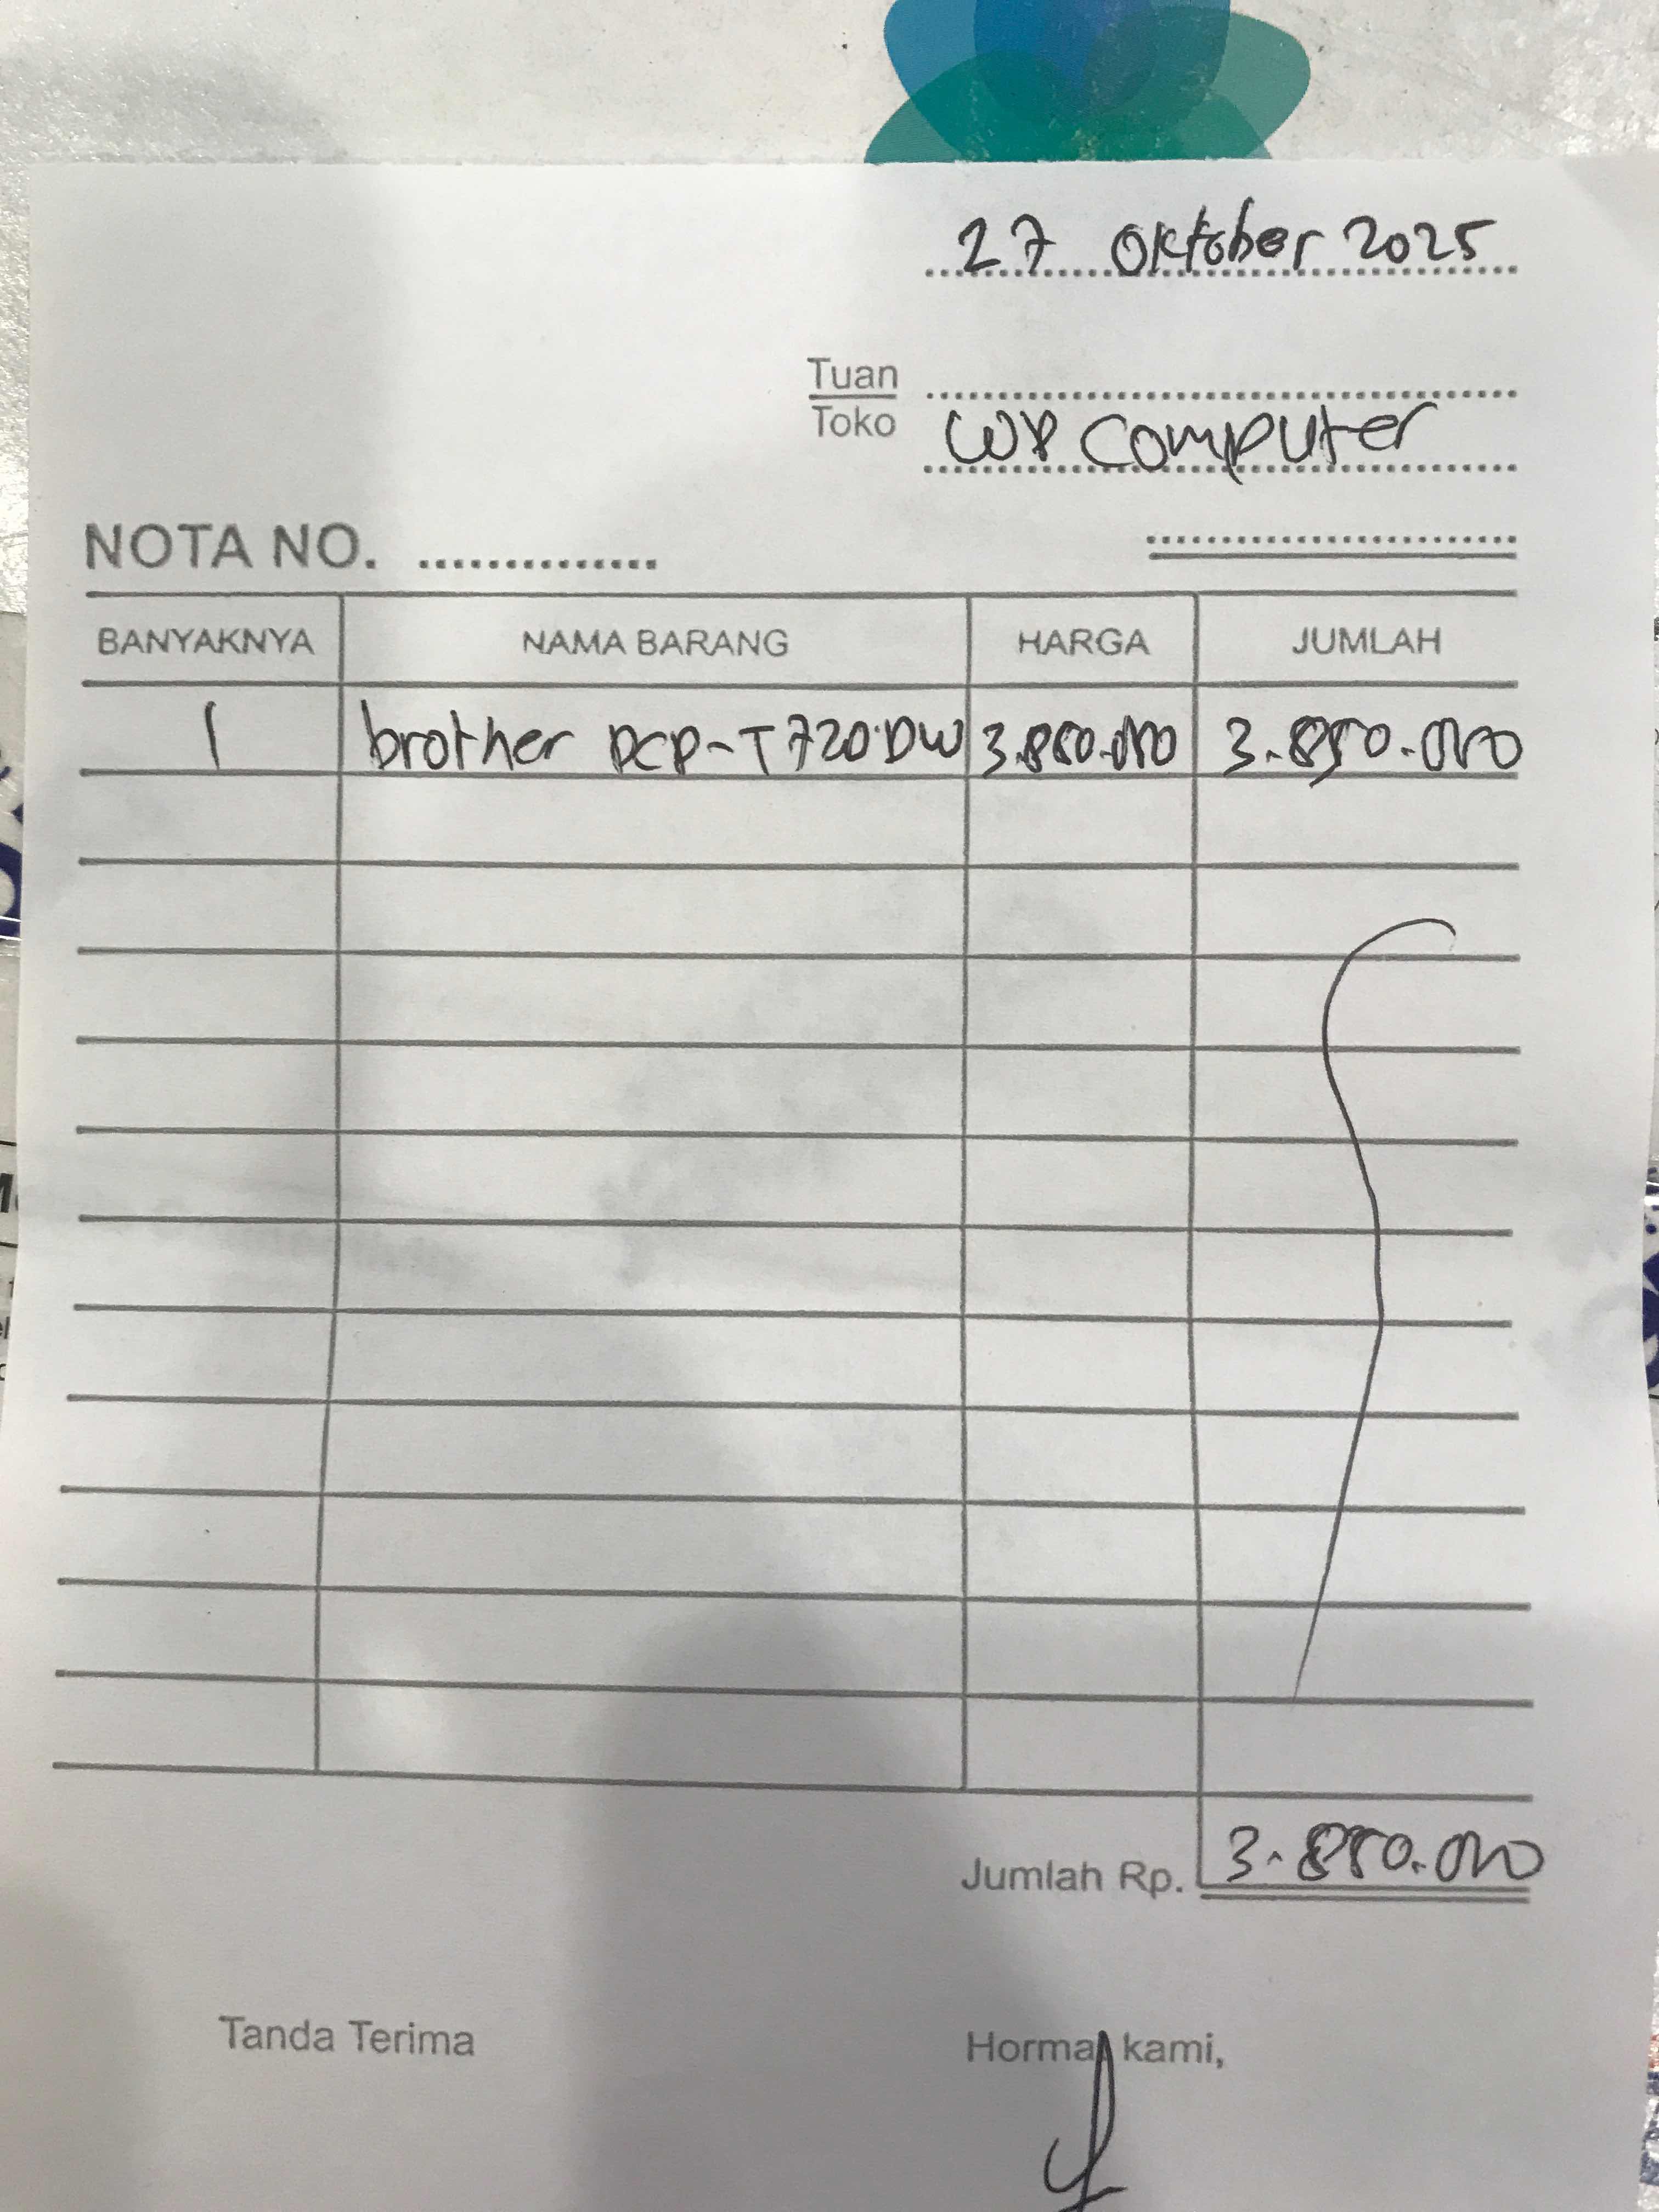 27 Oktober 2025
Tuan
Toko
WP Computer
NOTA NO. ..............
BANYAKNYA NAMA BARANG HARGA JUMLAH
1 brother DCP-T720DW 3.850.000 3.850.000
Jumlah Rp. 3.850.000
Tanda Terima Hormat kami,